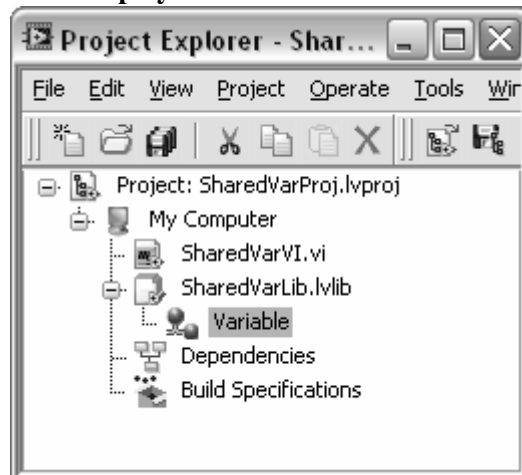 Project Explorer - Shar...
File Edit View Project Operate Tools
Project: SharedVarProj.lvproj
My Computer
SharedVarVI.vi
SharedVarLib.lvlib
Variable
Dependencies
Build Specifications